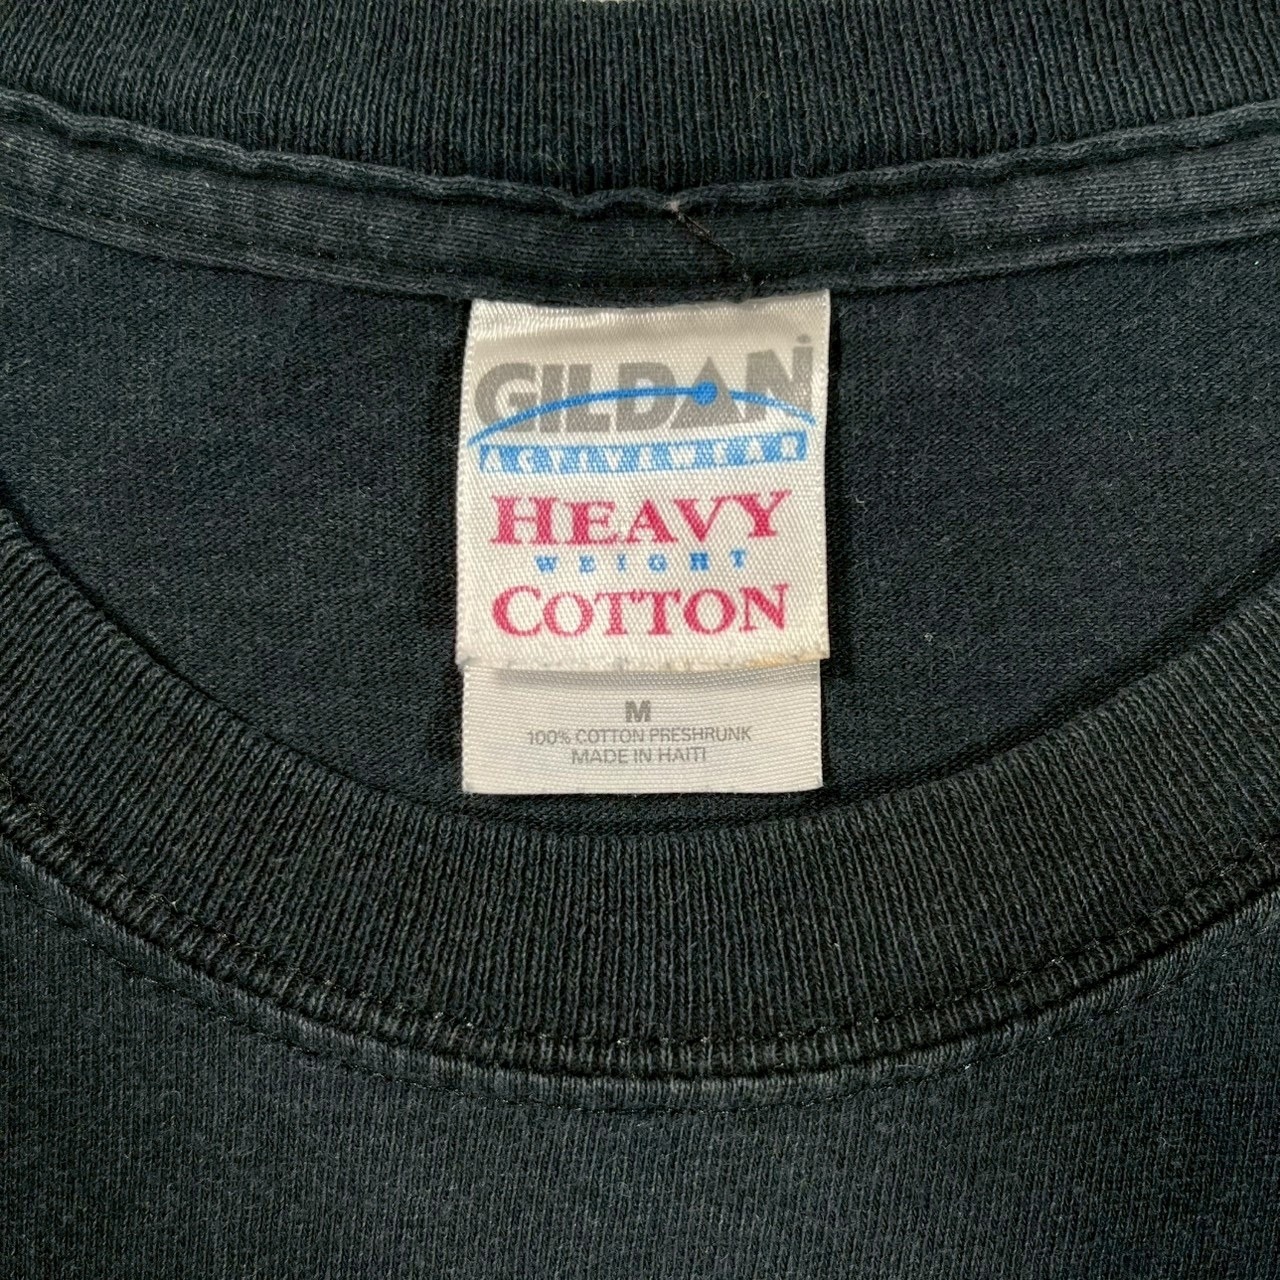 GILDAN
ACTIVEWEAR
HEAVY
WEIGHT
COTTON
M
100% COTTON PRESHRUNK
MADE IN HAITI